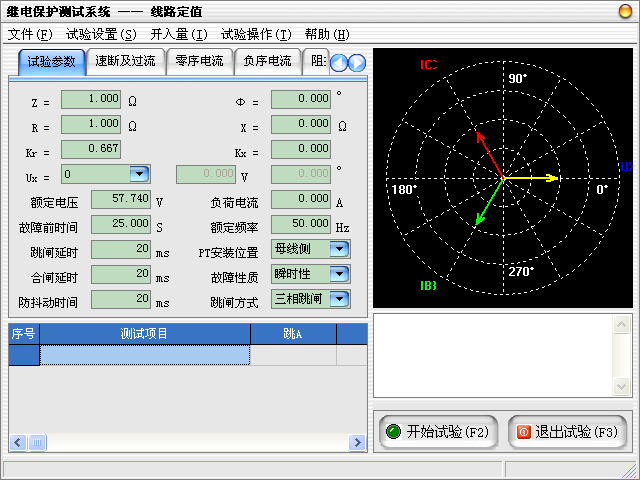 继电保护测试系统 —— 线路定值
文件(F) 试验设置(S) 开入量(I) 试验操作(T) 帮助(H)
试验参数 速断及过流 零序电流 负序电流
Z = 1.000 Ω Φ = 0.000 °
R = 1.000 Ω X = 0.000 Ω
Kr = 0.667 Kx = 0.000
Ux = 0 0.000 V 0.000 °
额定电压 57.740 V 负荷电流 0.000 A
故障前时间 25.000 S 额定频率 50.000 Hz
跳闸延时 20 ms PT安装位置 母线侧
合闸延时 20 ms 故障性质 瞬时性
防抖动时间 20 ms 跳闸方式 三相跳闸
序号 测试项目 跳A
IC:
90°
180°
0°
270°
开始试验(F2) 退出试验(F3)